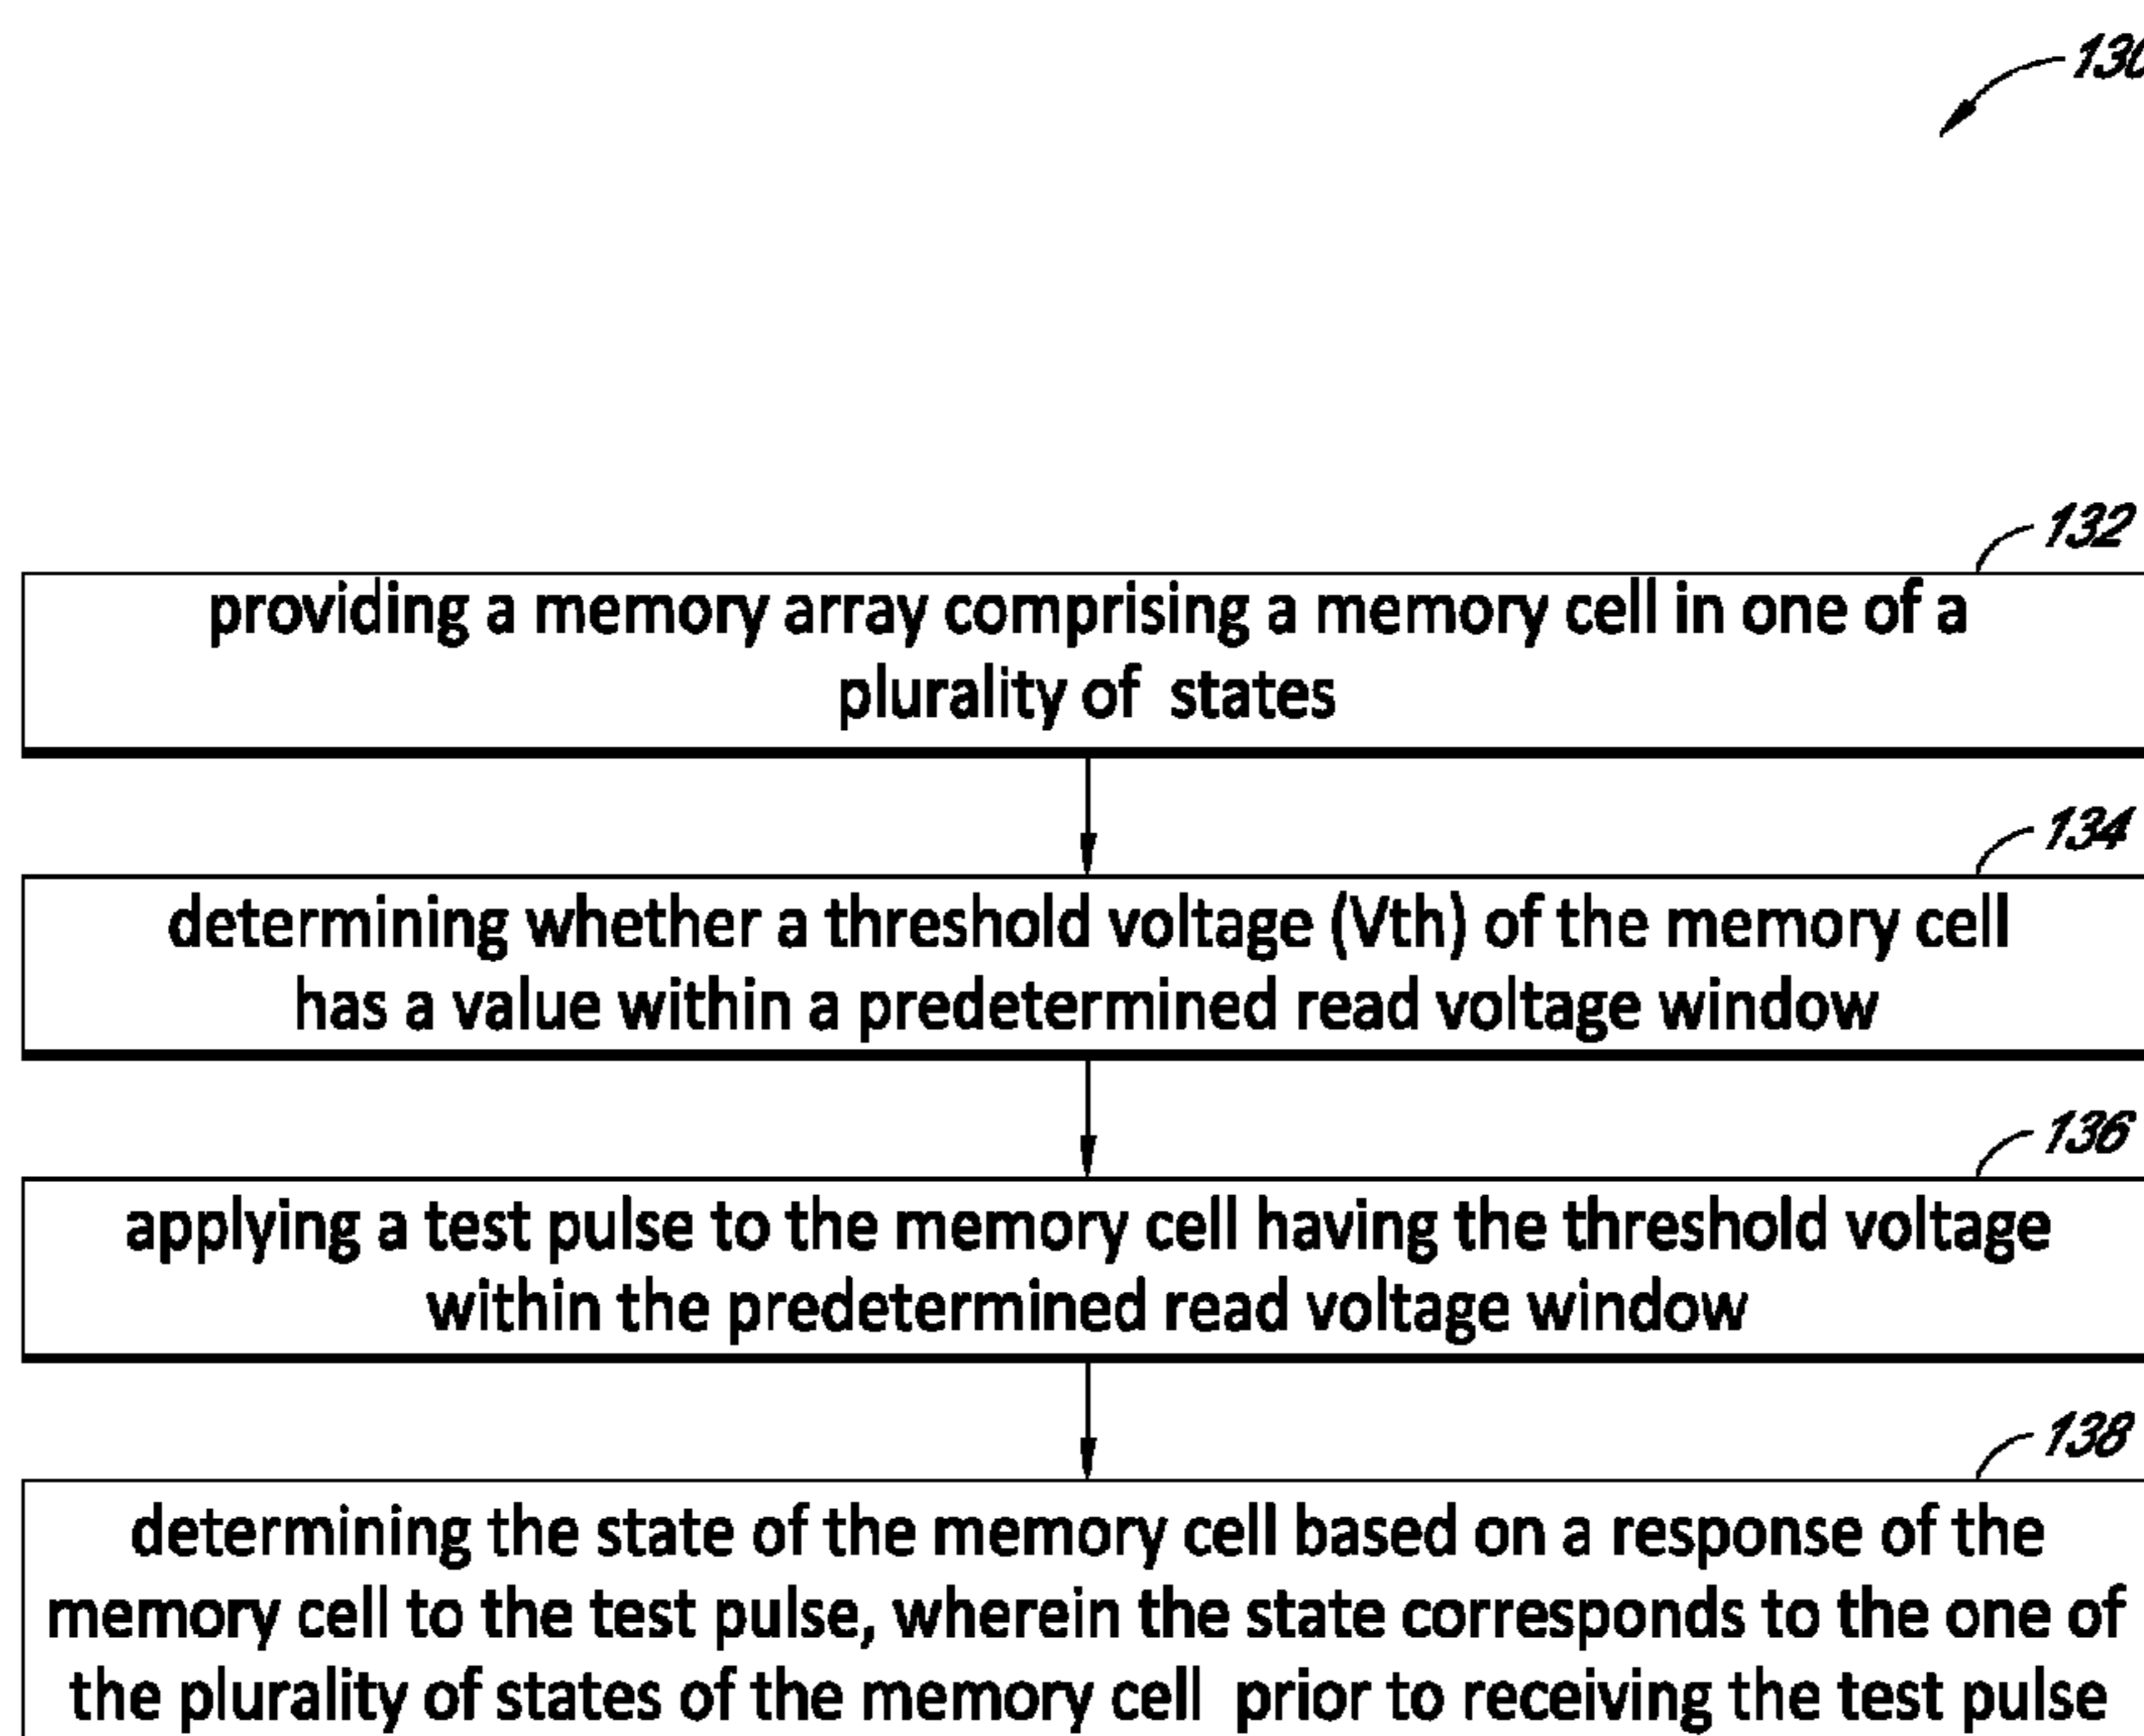 130
132
providing a memory array comprising a memory cell in one of a
plurality of states
134
determining whether a threshold voltage (Vth) of the memory cell
has a value within a predetermined read voltage window
136
applying a test pulse to the memory cell having the threshold voltage
within the predetermined read voltage window
138
determining the state of the memory cell based on a response of the
memory cell to the test pulse, wherein the state corresponds to the one of
the plurality of states of the memory cell prior to receiving the test pulse